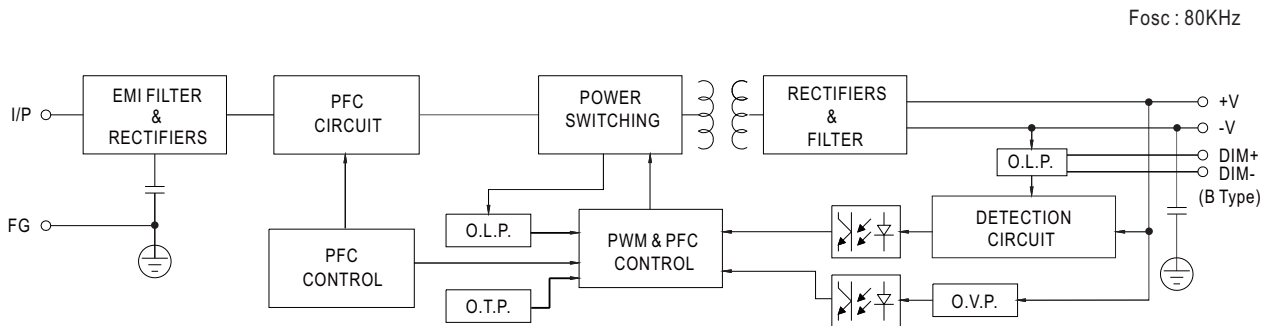 Fosc : 80KHz
I/P
EMI FILTER
&
RECTIFIERS
PFC
CIRCUIT
POWER
SWITCHING
RECTIFIERS
&
FILTER
+V
-V
O.L.P.
DIM+
DIM-
(B Type)
FG
O.L.P.
PFC
CONTROL
PWM & PFC
CONTROL
DETECTION
CIRCUIT
O.T.P.
O.V.P.